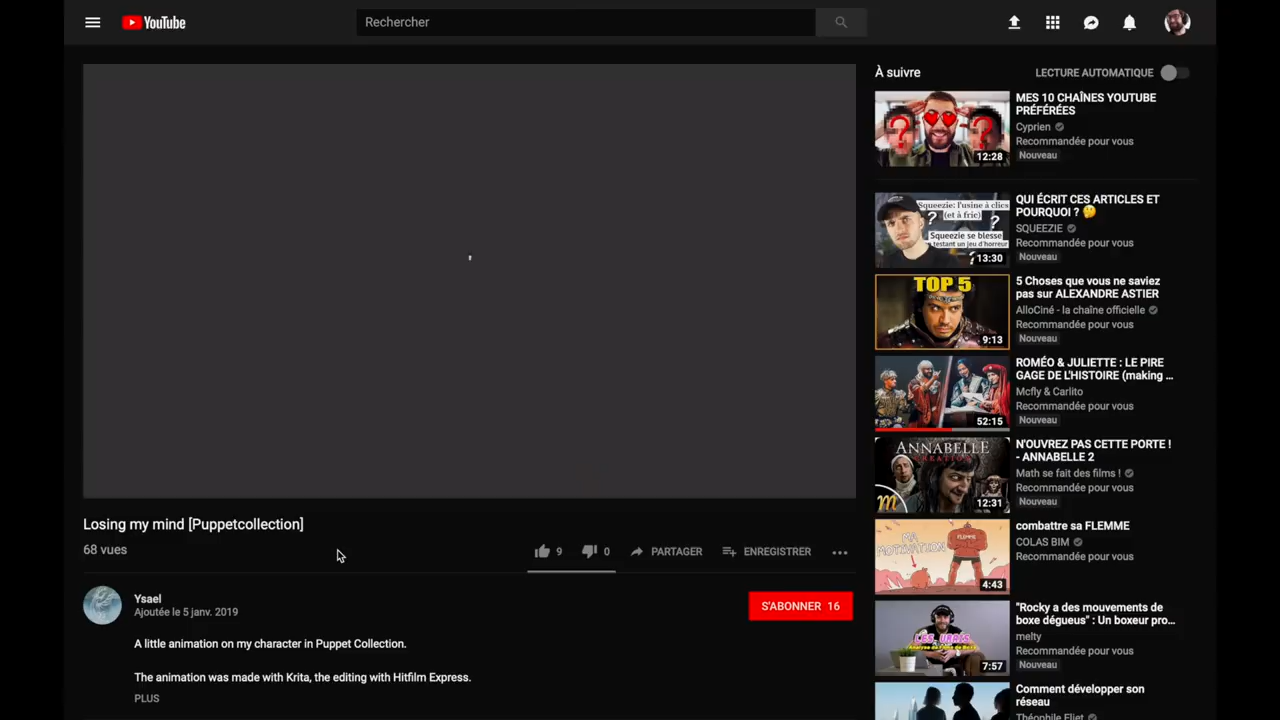 YouTube
Rechercher
À suivre
LECTURE AUTOMATIQUE
12:28
MES 10 CHAÎNES YOUTUBE
PRÉFÉRÉES
Cyprien
Recommandée pour vous
Nouveau
Squeezie: l'usine à clics
(et à fric)
Squeezie se blesse
en testant un jeu d'horreur
13:30
QUI ÉCRIT CES ARTICLES ET
POURQUOI ? 🤔
SQUEEZIE
Recommandée pour vous
Nouveau
TOP 5
9:13
5 Choses que vous ne saviez
pas sur ALEXANDRE ASTIER
AlloCiné - la chaîne officielle
Recommandée pour vous
Nouveau
52:15
ROMÉO & JULIETTE : LE PIRE
GAGE DE L'HISTOIRE (making ...
Mcfly & Carlito
Recommandée pour vous
Nouveau
ANNABELLE
CREATION
12:31
N'OUVREZ PAS CETTE PORTE !
- ANNABELLE 2
Math se fait des films !
Recommandée pour vous
Nouveau
MA
MOTIVATION
FLEMME
4:43
combattre sa FLEMME
COLAS BIM
Recommandée pour vous
7:57
"Rocky a des mouvements de
boxe dégueus" : Un boxeur pro...
melty
Recommandée pour vous
Nouveau
Comment développer son
réseau
Théophile Eliet
Losing my mind [Puppetcollection]
68 vues
9
0
PARTAGER
ENREGISTRER
Ysael
Ajoutée le 5 janv. 2019
S'ABONNER 16
A little animation on my character in Puppet Collection.
The animation was made with Krita, the editing with Hitfilm Express.
PLUS